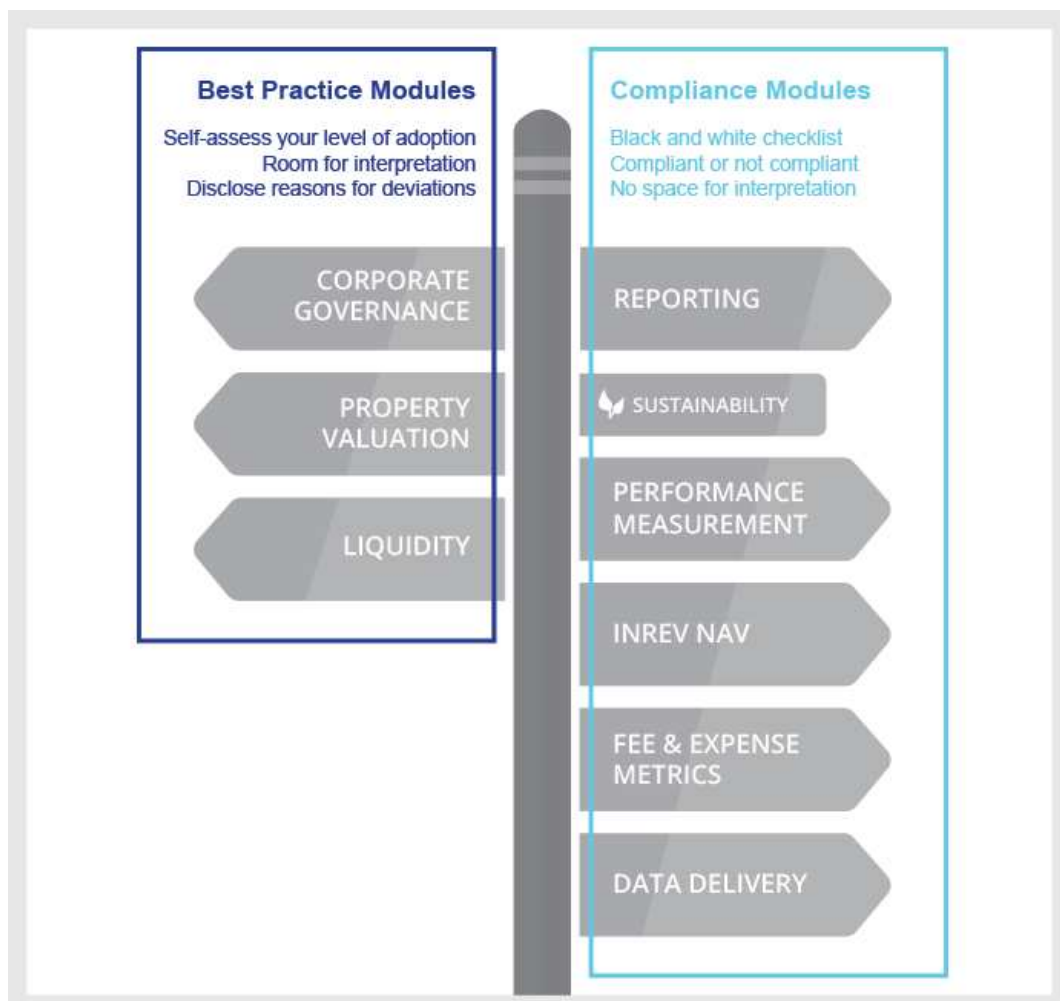 Best Practice Modules
Self-assess your level of adoption
Room for interpretation
Disclose reasons for deviations
CORPORATE
GOVERNANCE
PROPERTY
VALUATION
LIQUIDITY
Compliance Modules
Black and white checklist
Compliant or not compliant
No space for interpretation
REPORTING
SUSTAINABILITY
PERFORMANCE
MEASUREMENT
INREV NAV
FEE & EXPENSE
METRICS
DATA DELIVERY